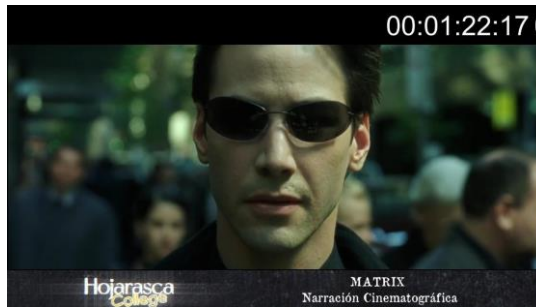 00:01:22:17
Hojarasca
College
MATRIX
Narración Cinematográfica